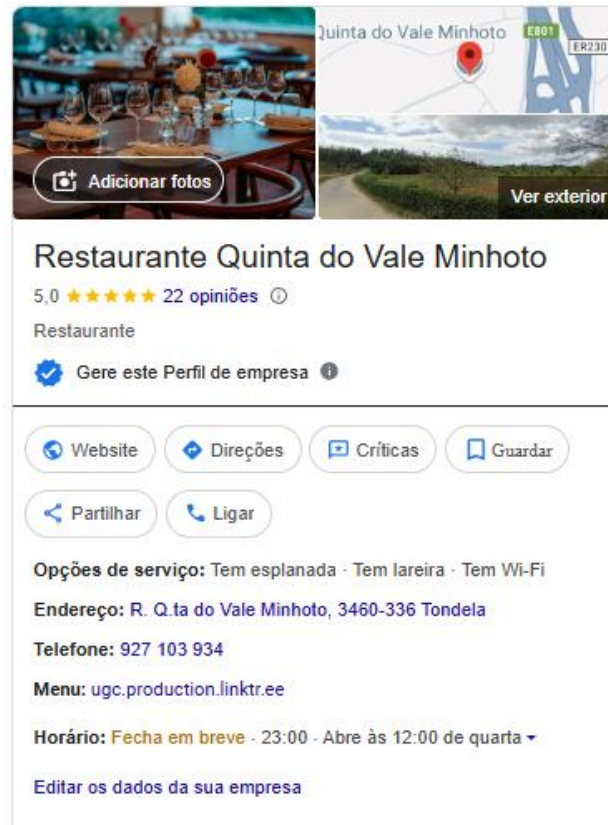 Quinta do Vale Minhoto
E801
ER230
Adicionar fotos
Ver exterior
Restaurante Quinta do Vale Minhoto
5,0 22 opiniões
Restaurante
Gere este Perfil de empresa
Website Direções Críticas Guardar
Partilhar Ligar
Opções de serviço: Tem esplanada · Tem lareira · Tem Wi-Fi
Endereço: R. Q.ta do Vale Minhoto, 3460-336 Tondela
Telefone: 927 103 934
Menu: ugc.production.linktr.ee
Horário: Fecha em breve · 23:00 · Abre às 12:00 de quarta
Editar os dados da sua empresa